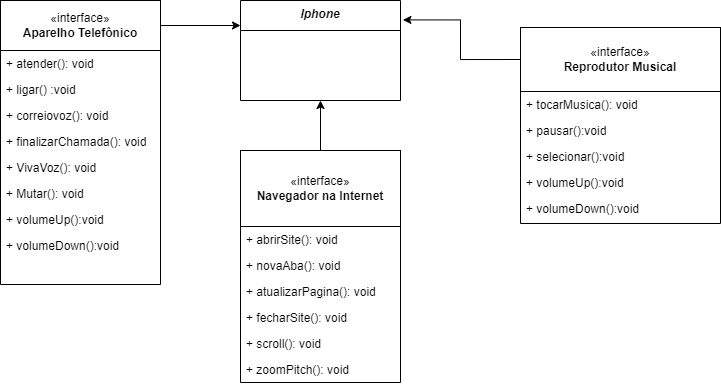 «interface»
Aparelho Telefônico
+ atender(): void
+ ligar() :void
+ correiovoz(): void
+ finalizarChamada(): void
+ VivaVoz(): void
+ Mutar(): void
+ volumeUp():void
+ volumeDown():void
Iphone
«interface»
Navegador na Internet
+ abrirSite(): void
+ novaAba(): void
+ atualizarPagina(): void
+ fecharSite(): void
+ scroll(): void
+ zoomPitch(): void
«interface»
Reprodutor Musical
+ tocarMusica(): void
+ pausar():void
+ selecionar():void
+ volumeUp():void
+ volumeDown():void